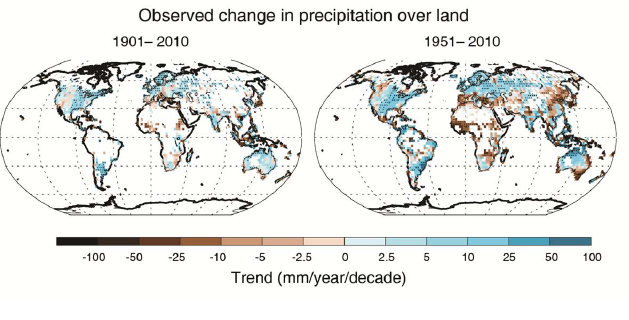 Observed change in precipitation over land
1901– 2010
1951– 2010
-100 -50 -25 -10 -5 -2.5 0 2.5 5 10 25 50 100
Trend (mm/year/decade)